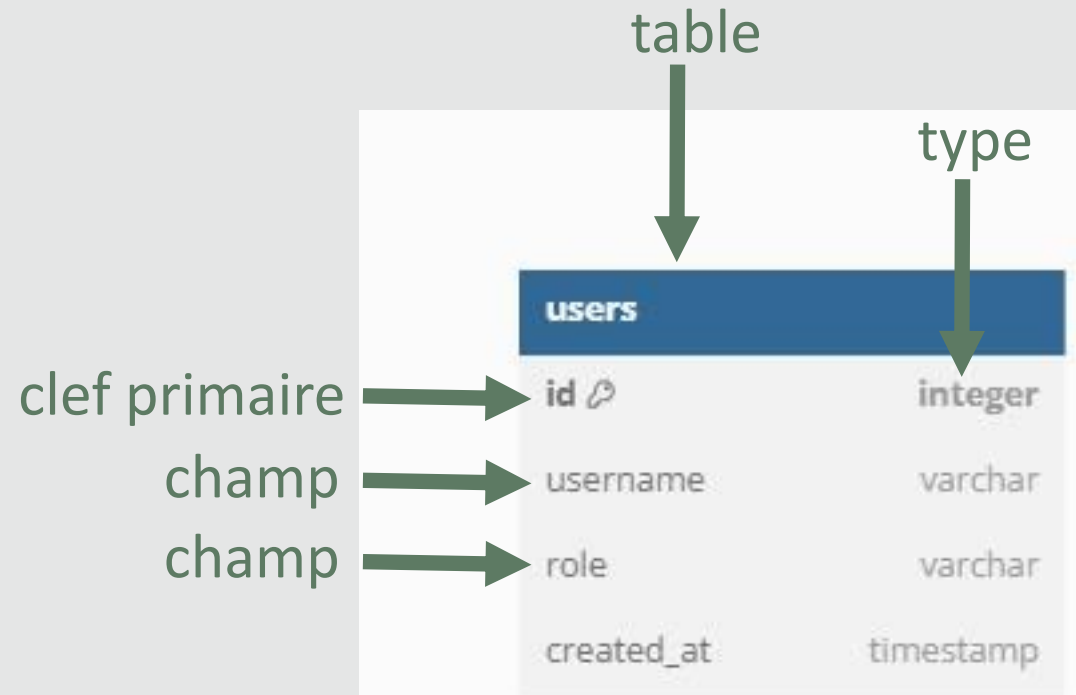 table
type
users
clef primaire id integer
champ username varchar
champ role varchar
created_at timestamp